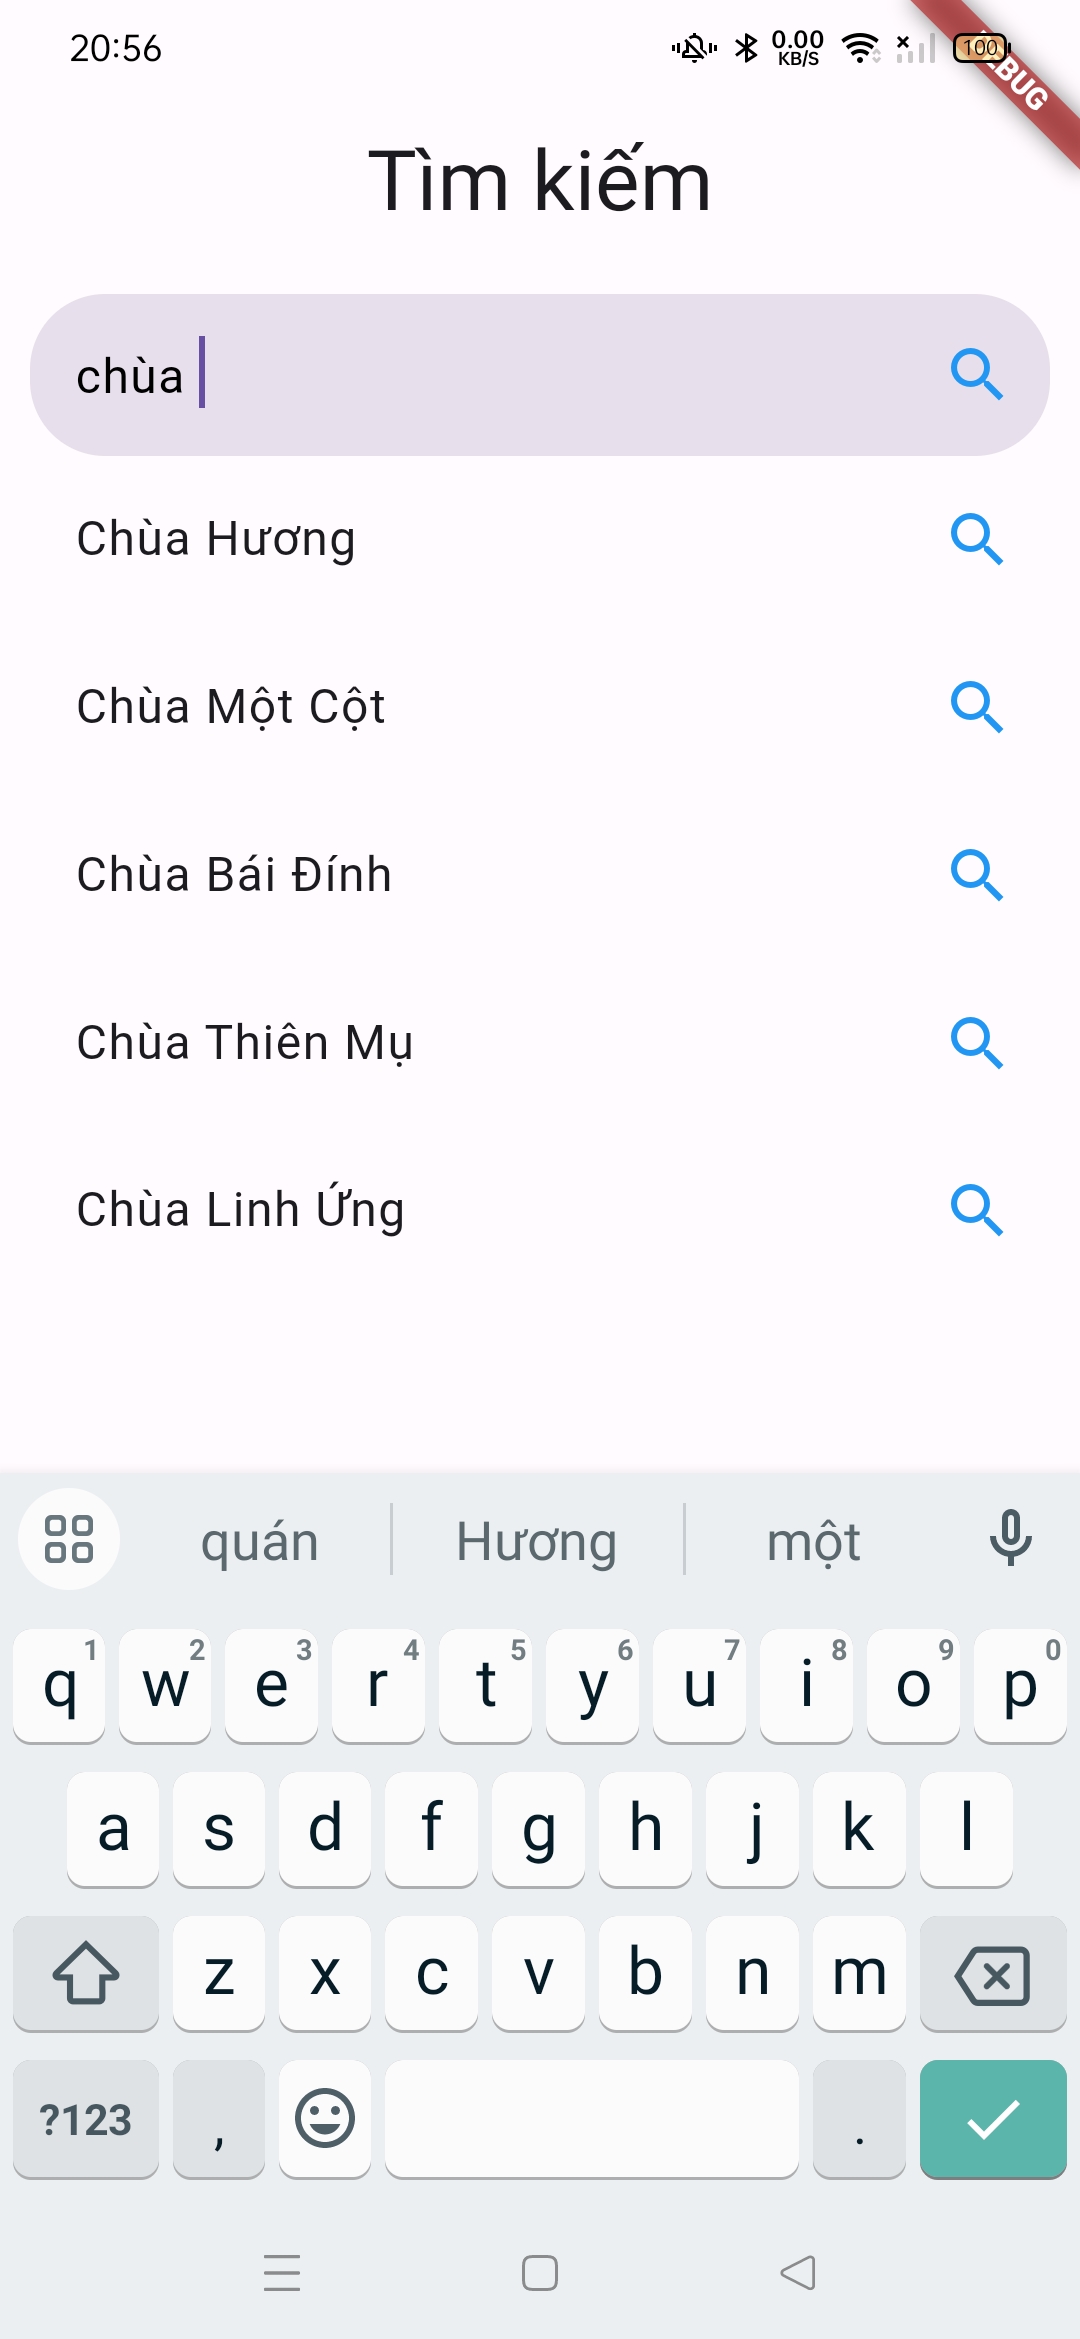 20:56
0.00
KB/S
100
DEBUG
Tìm kiếm
chùa
Chùa Hương
Chùa Một Cột
Chùa Bái Đính
Chùa Thiên Mụ
Chùa Linh Ứng
quán Hương một
q1 w2 e3 r4 t5 y6 u7 i8 o9 p0
a s d f g h j k l
z x c v b n m
?123 , .